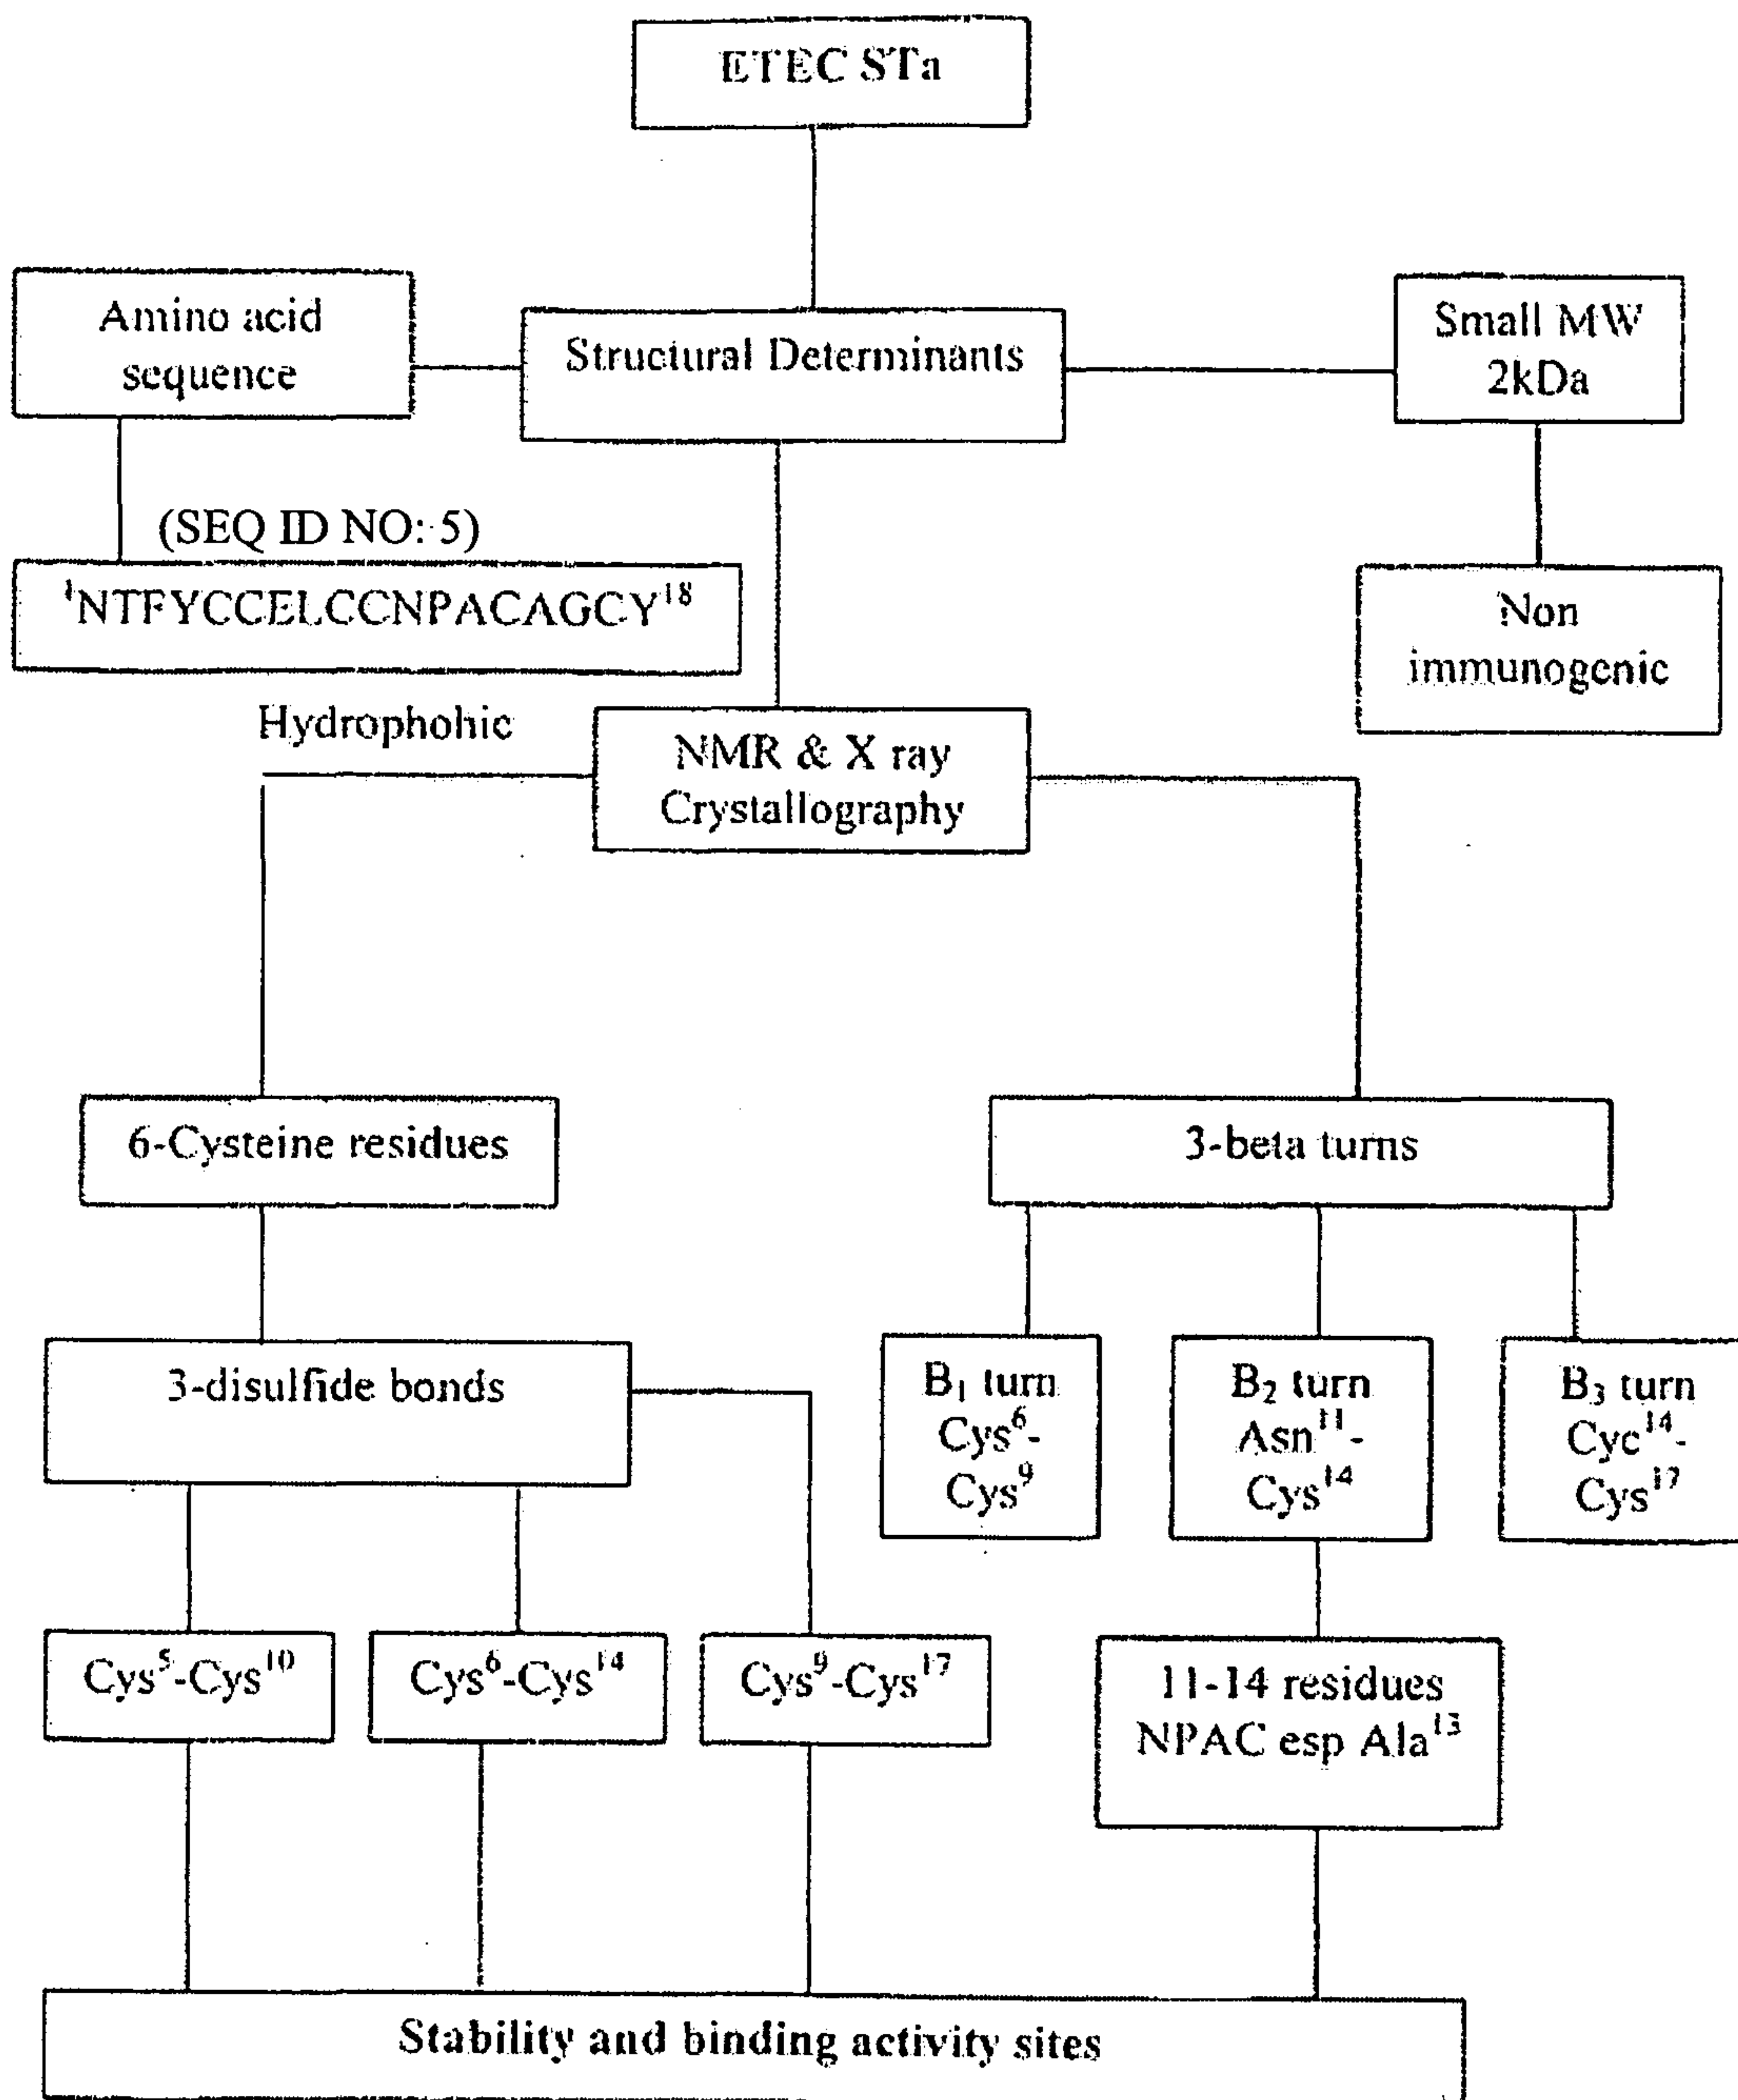 ETEC STa
Amino acid
sequence
Structural Determinants
Small MW
2kDa
(SEQ ID NO: 5)
¹NTFYCCELCCNPACAGCY¹⁸
Non
immunogenic
Hydrophobic
NMR & X ray
Crystallography
6-Cysteine residues
3-beta turns
3-disulfide bonds
B₁ turn
Cys⁶-
Cys⁹
B₂ turn
Asn¹¹-
Cys¹⁴
B₃ turn
Cyc¹⁴-
Cys¹⁷
Cys⁵-Cys¹⁰
Cys⁶-Cys¹⁴
Cys⁹-Cys¹⁷
11-14 residues
NPAC esp Ala¹³
Stability and binding activity sites